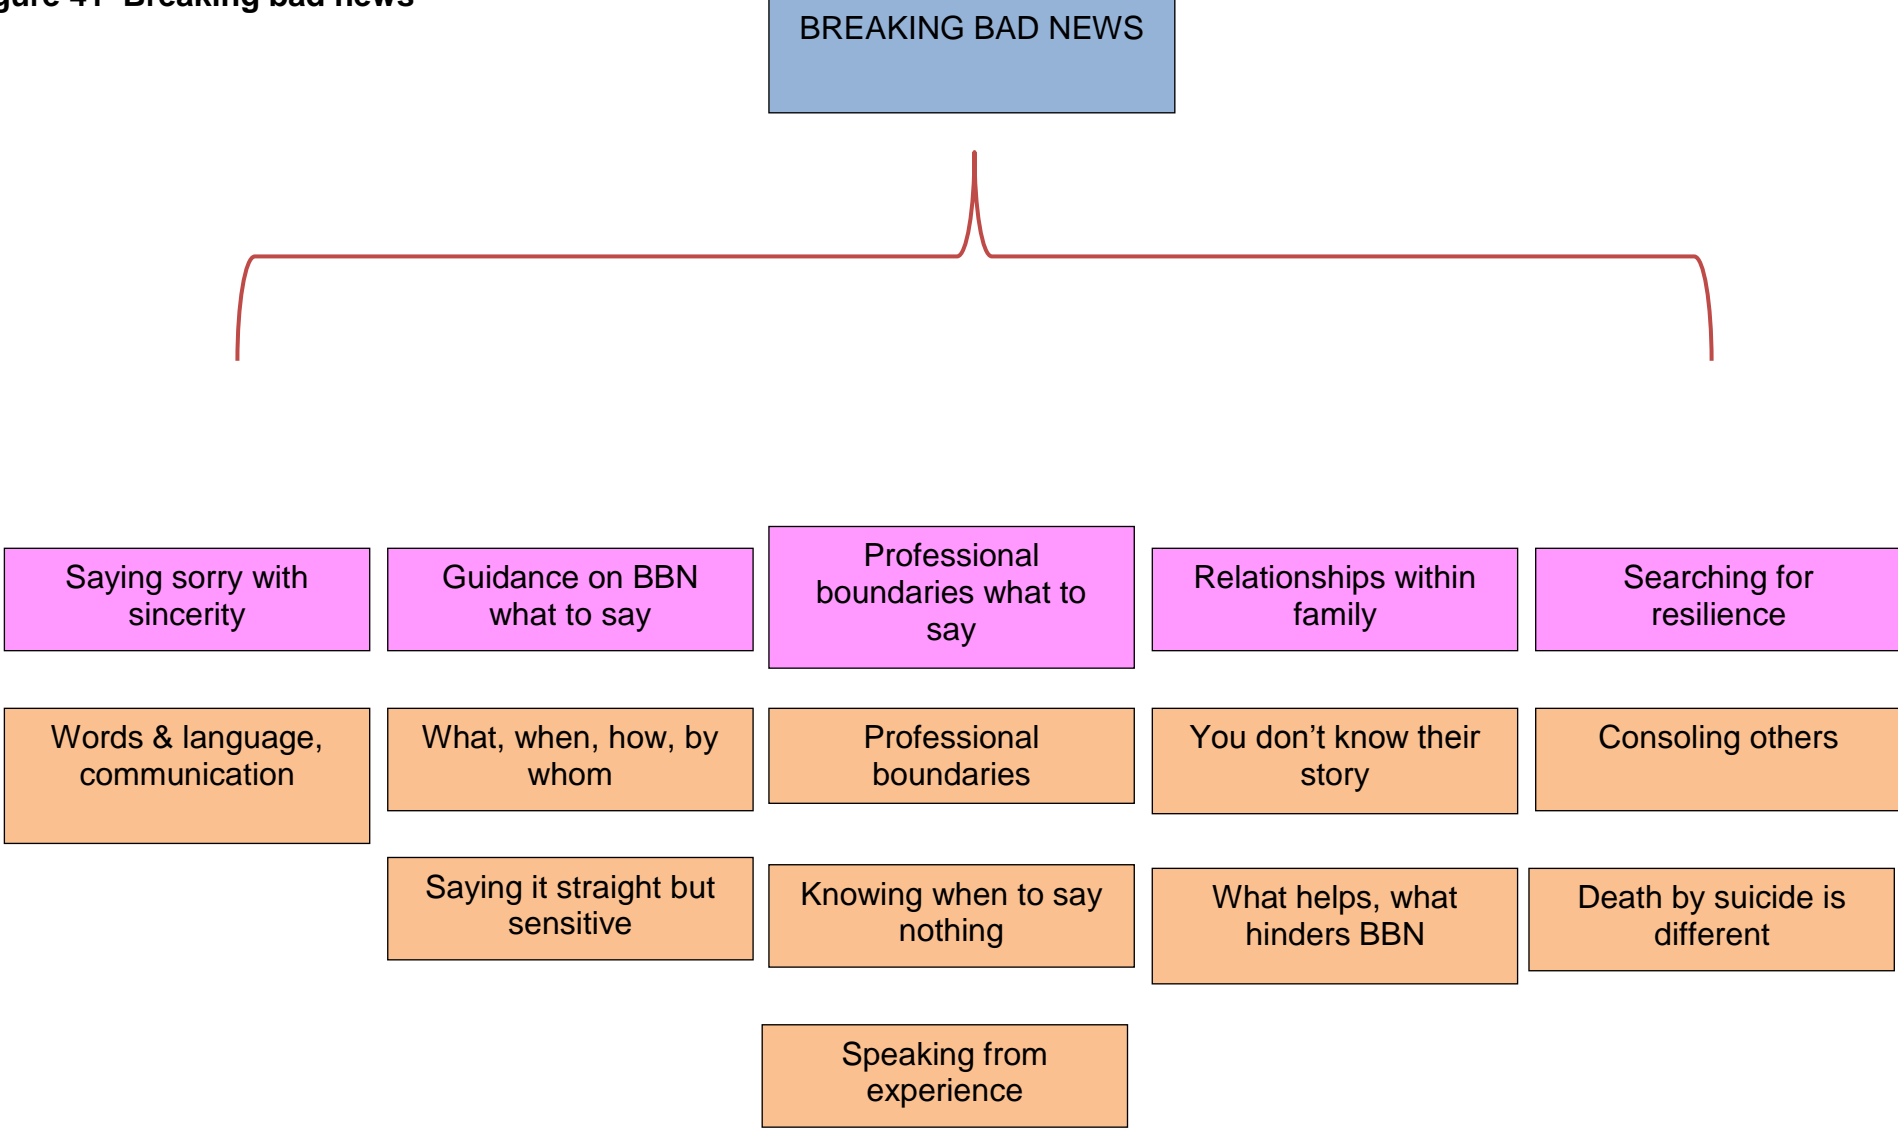 Breaking bad news
BREAKING BAD NEWS
Saying sorry with
sincerity
Guidance on BBN
what to say
Professional
boundaries what to
say
Relationships within
family
Searching for
resilience
Words & language,
communication
What, when, how, by
whom
Professional
boundaries
You don’t know their
story
Consoling others
Saying it straight but
sensitive
Knowing when to say
nothing
What helps, what
hinders BBN
Death by suicide is
different
Speaking from
experience